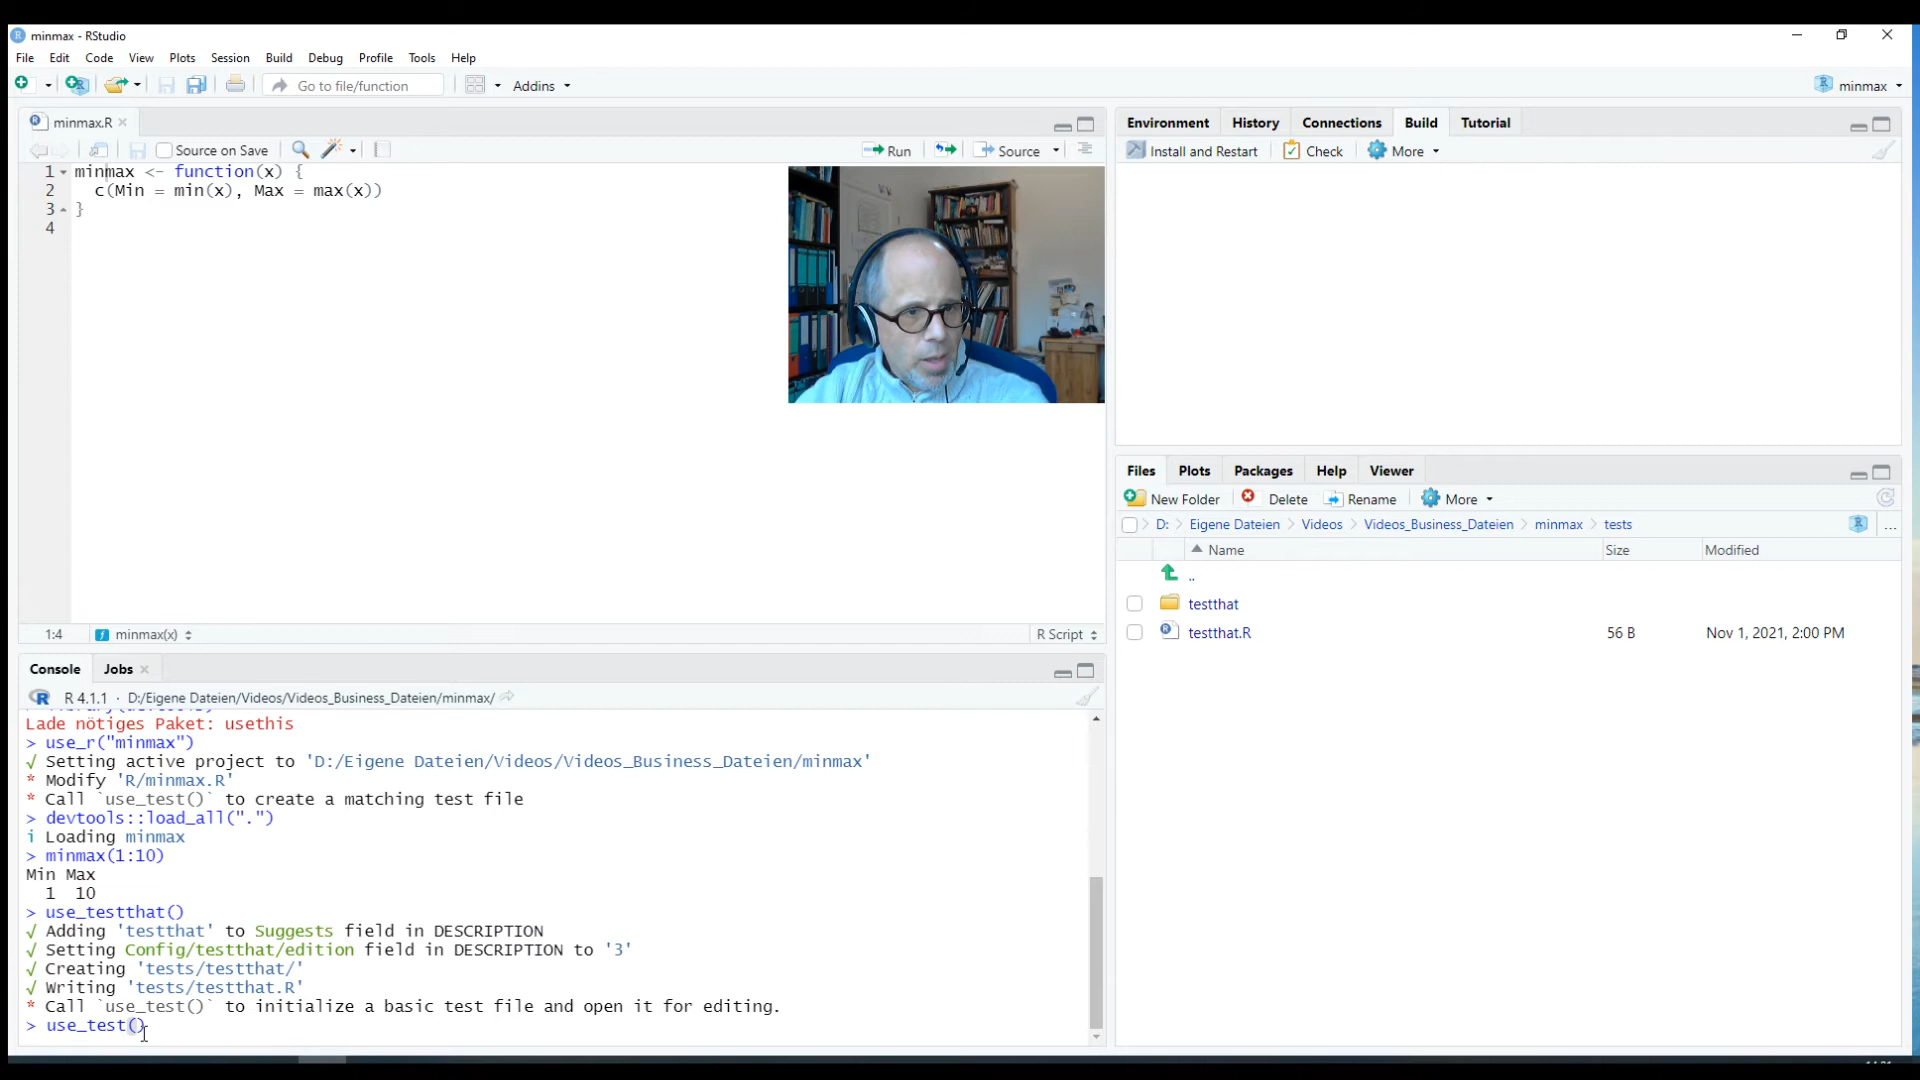 minmax - RStudio
File Edit Code View Plots Session Build Debug Profile Tools Help
Go to file/function Addins minmax
minmax.R
Source on Save Run Source
1 minmax <- function(x) {
2 c(Min = min(x), Max = max(x))
3 }
4
1:4 minmax(x) R Script
Console Jobs
R 4.1.1 · D:/Eigene Dateien/Videos/Videos_Business_Dateien/minmax/
Lade nötiges Paket: usethis
> use_r("minmax")
√ Setting active project to 'D:/Eigene Dateien/Videos/Videos_Business_Dateien/minmax'
* Modify 'R/minmax.R'
* Call `use_test()` to create a matching test file
> devtools::load_all(".")
i Loading minmax
> minmax(1:10)
Min Max
1 10
> use_testthat()
√ Adding 'testthat' to Suggests field in DESCRIPTION
√ Setting Config/testthat/edition field in DESCRIPTION to '3'
√ Creating 'tests/testthat/'
√ Writing 'tests/testthat.R'
* Call `use_test()` to initialize a basic test file and open it for editing.
> use_test()
Environment History Connections Build Tutorial
Install and Restart Check More
Files Plots Packages Help Viewer
New Folder Delete Rename More
D: Eigene Dateien Videos Videos_Business_Dateien minmax tests ...
Name Size Modified
..
testthat
testthat.R 56 B Nov 1, 2021, 2:00 PM